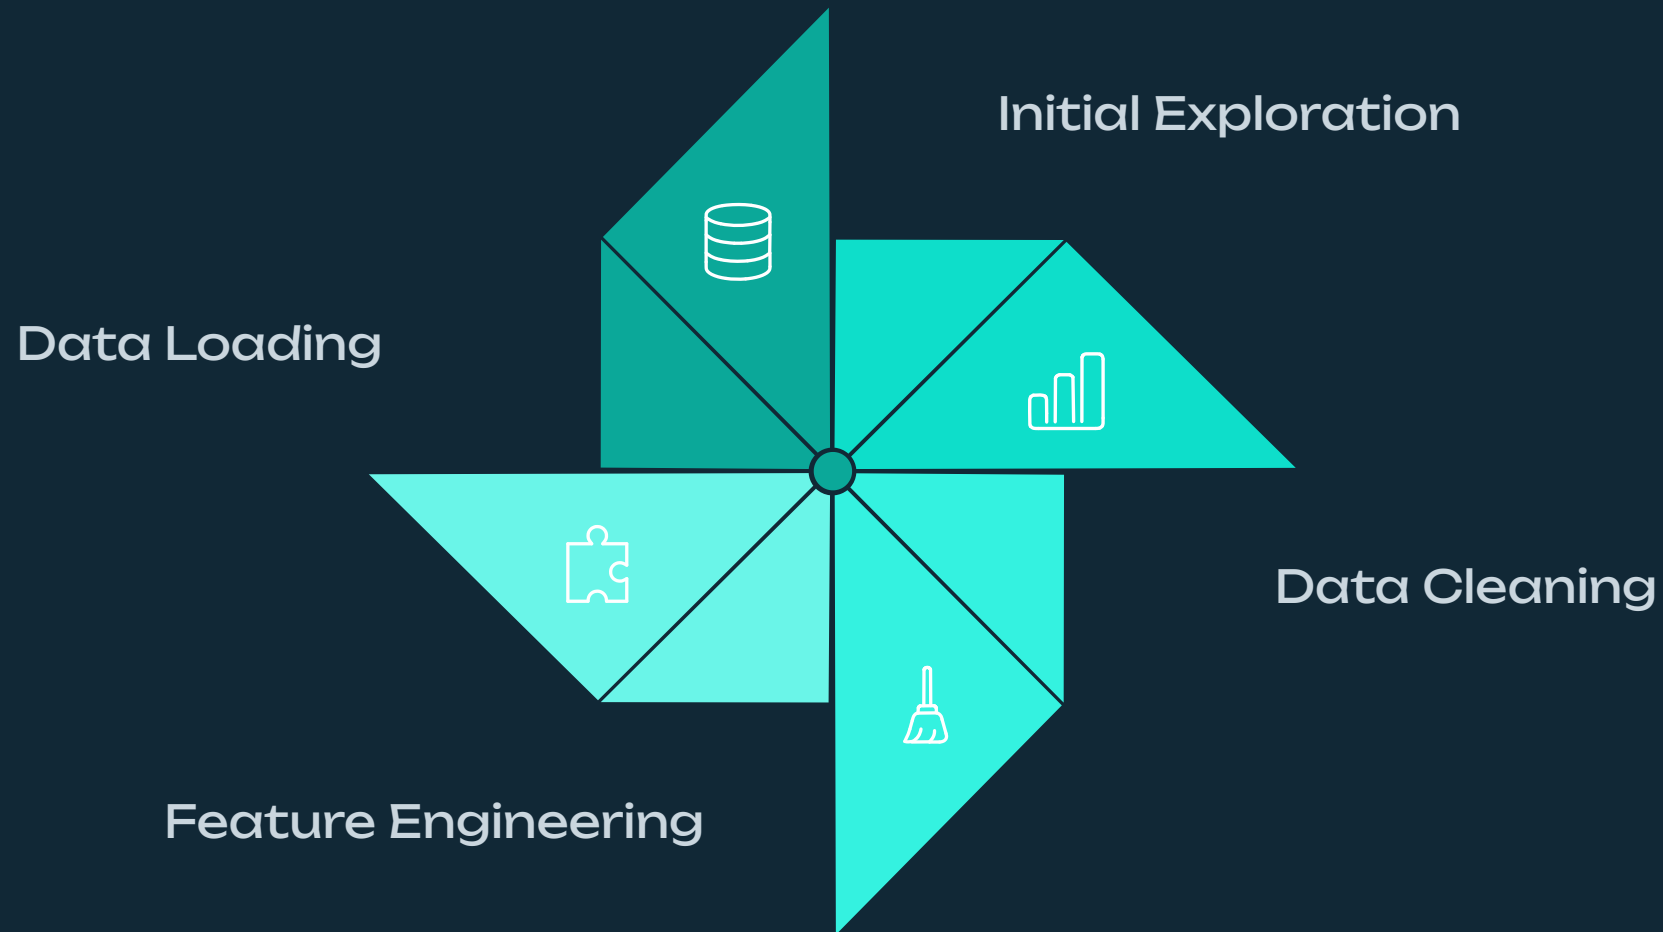 Initial Exploration
Data Loading
Data Cleaning
Feature Engineering